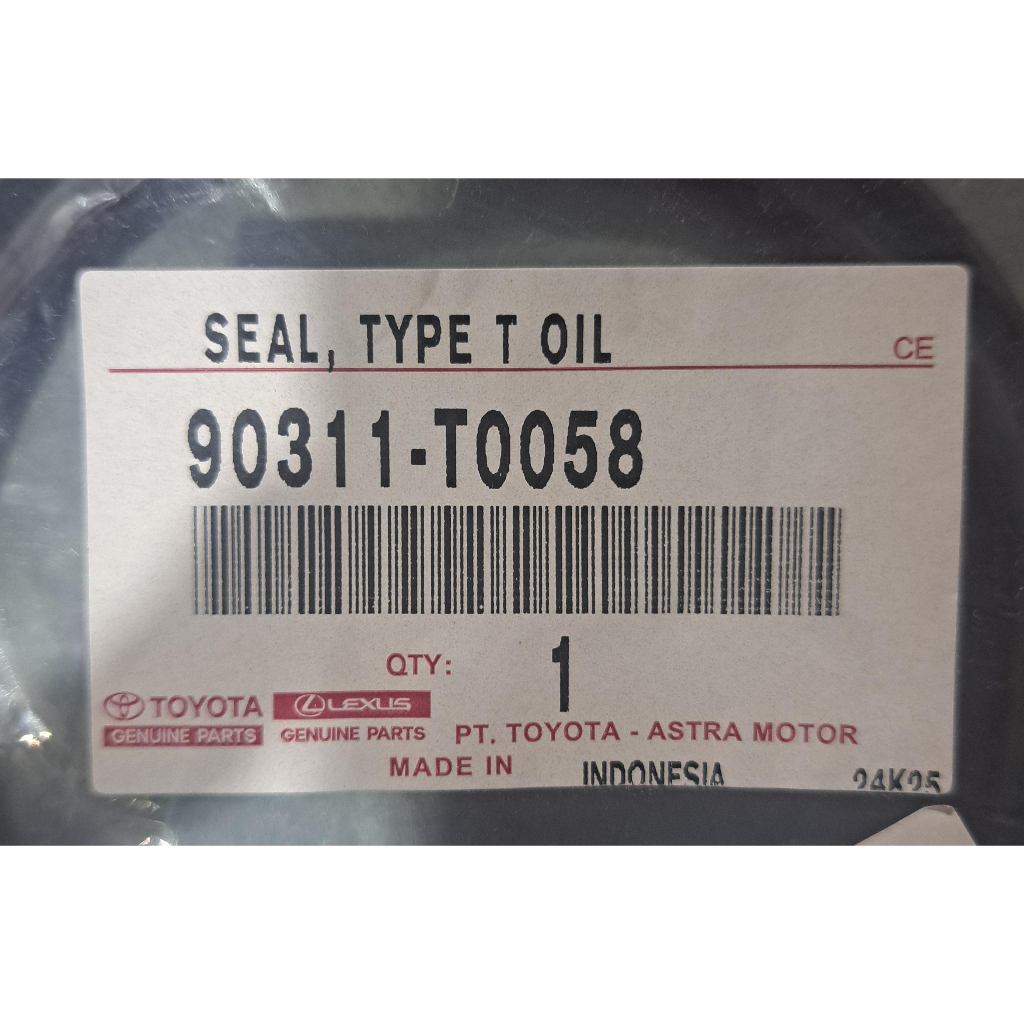 SEAL, TYPE T OIL
CE
90311-T0058
QTY: 1
TOYOTA LEXUS
GENUINE PARTS GENUINE PARTS PT. TOYOTA - ASTRA MOTOR
MADE IN INDONESIA 24K25